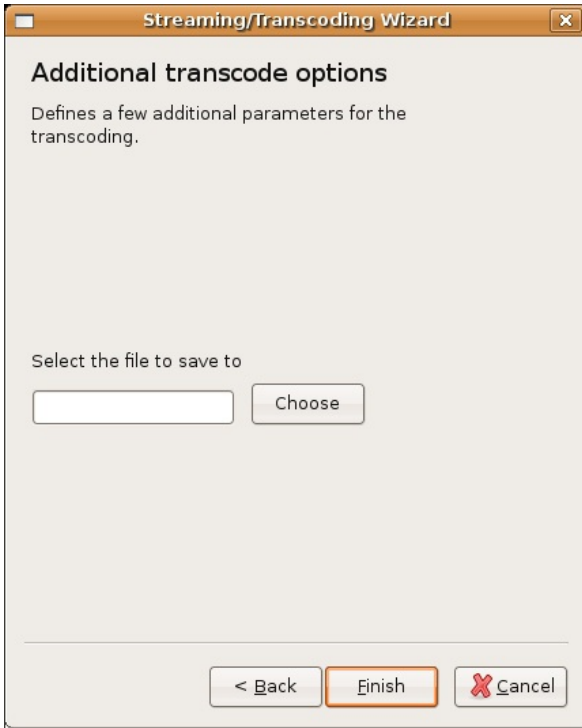 Streaming/Transcoding Wizard
Additional transcode options
Defines a few additional parameters for the
transcoding.
Select the file to save to
Choose
< Back
Finish
Cancel